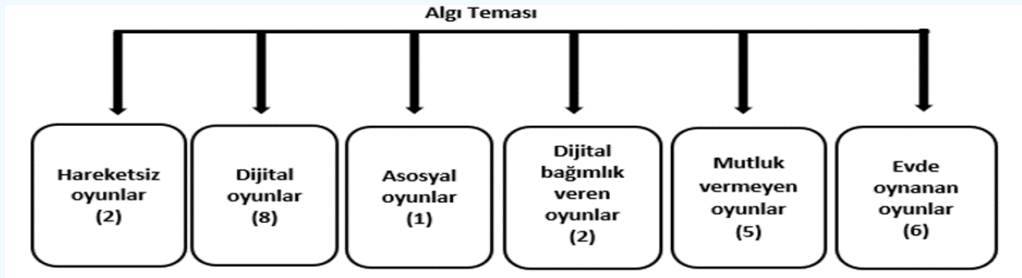 Algı Teması
Hareketsiz
oyunlar
(2)
Dijital
oyunlar
(8)
Asosyal
oyunlar
(1)
Dijital
bağımlık
veren
oyunlar
(2)
Mutluk
vermeyen
oyunlar
(5)
Evde
oynanan
oyunlar
(6)